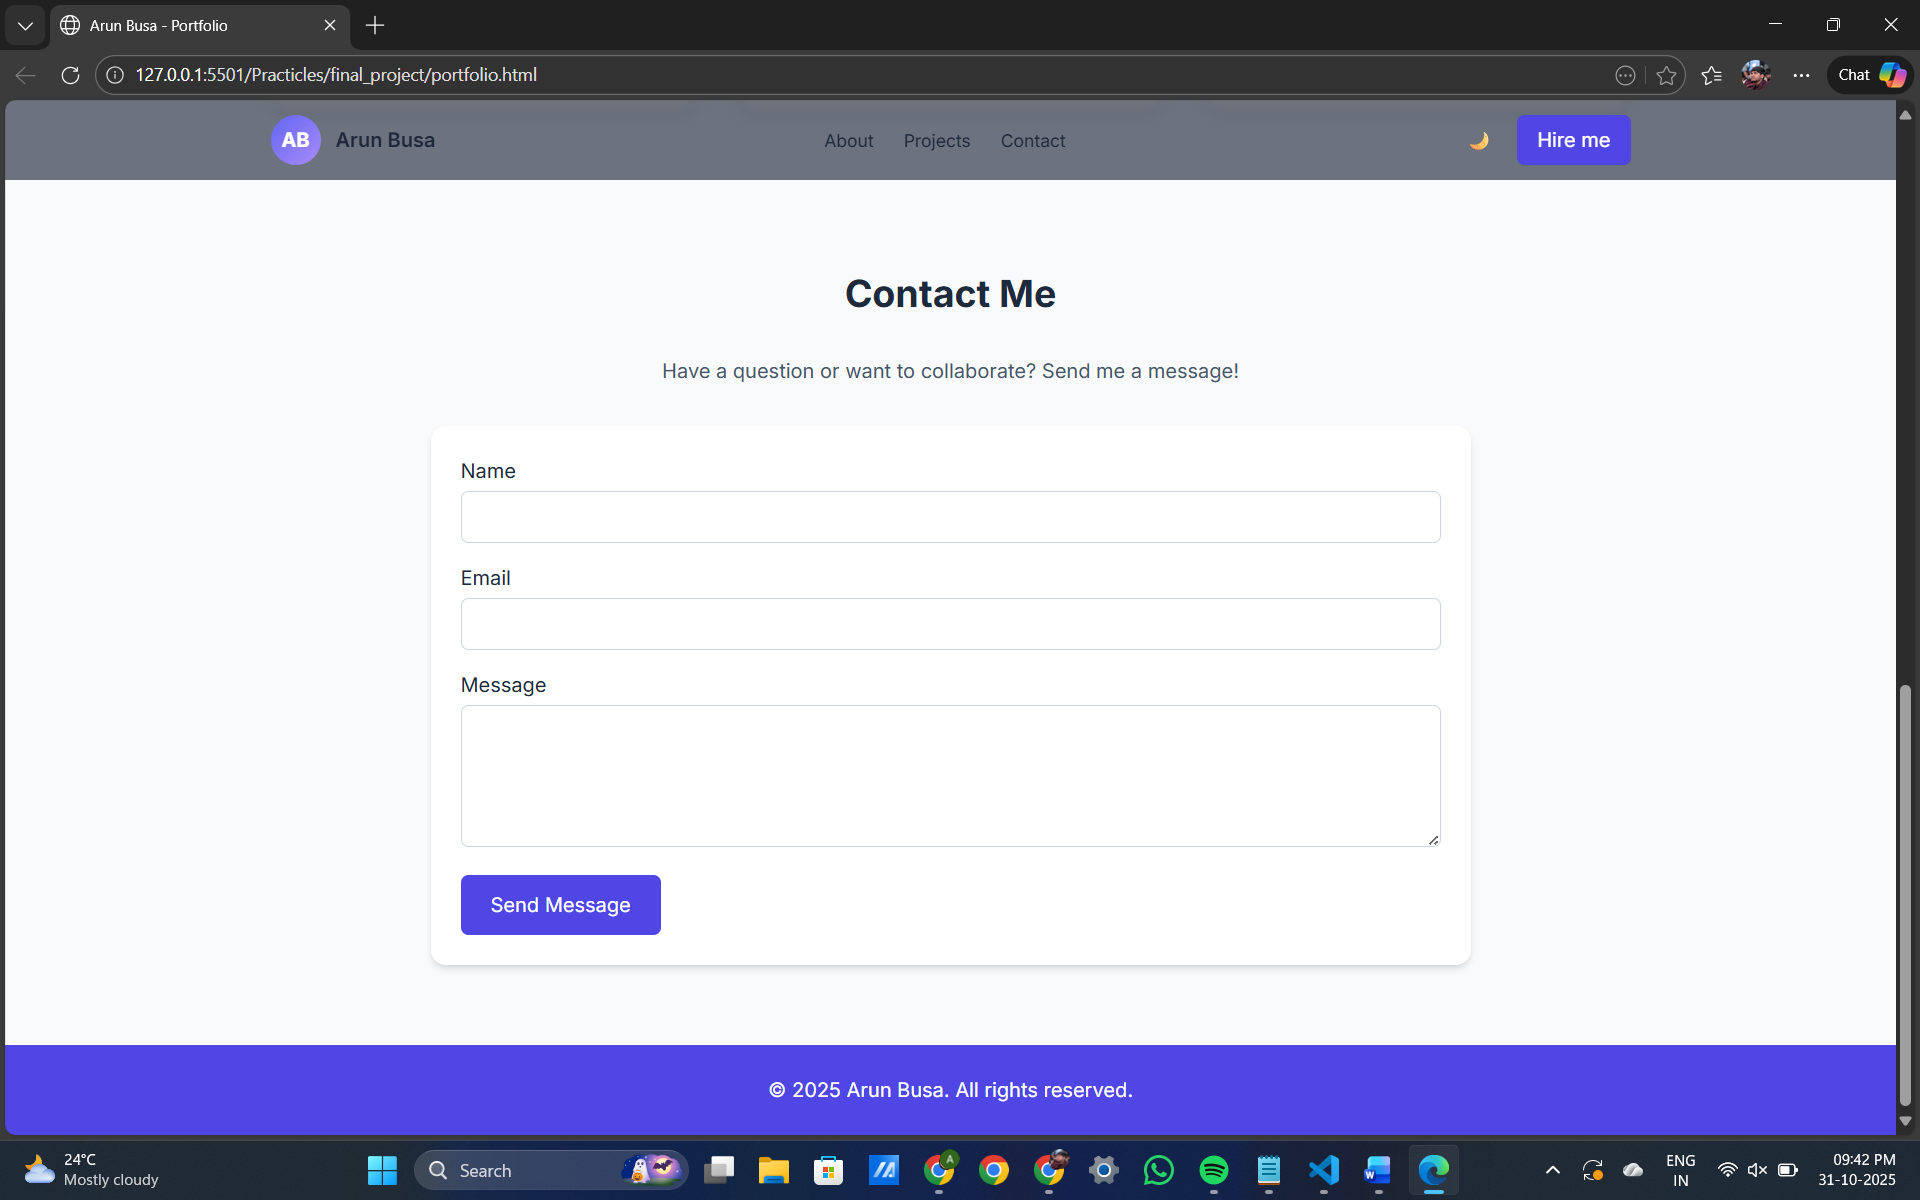 Arun Busa - Portfolio
127.0.0.1:5501/Practicles/final_project/portfolio.html
Chat
AB
Arun Busa
About
Projects
Contact
Hire me
Contact Me
Have a question or want to collaborate? Send me a message!
Name
Email
Message
Send Message
© 2025 Arun Busa. All rights reserved.
24°C
Mostly cloudy
Search
A
W
ENG
IN
09:42 PM
31-10-2025